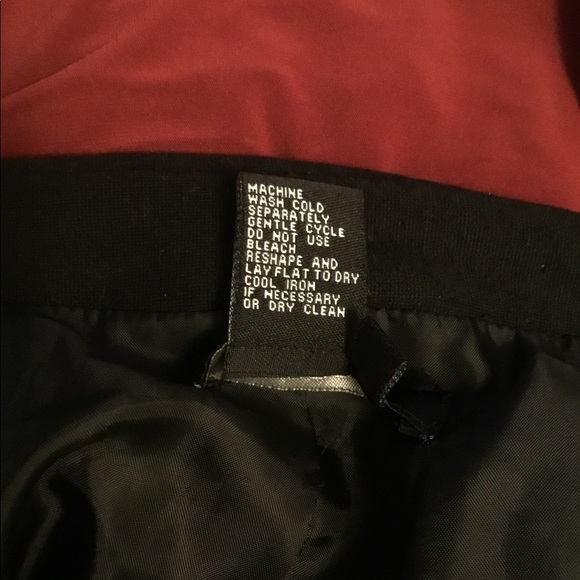 MACHINE
WASH COLD
SEPARATELY
GENTLE CYCLE
DO NOT USE
BLEACH
RESHAPE AND
LAY FLAT TO DRY
COOL IRON
IF NECESSARY
OR DRY CLEAN